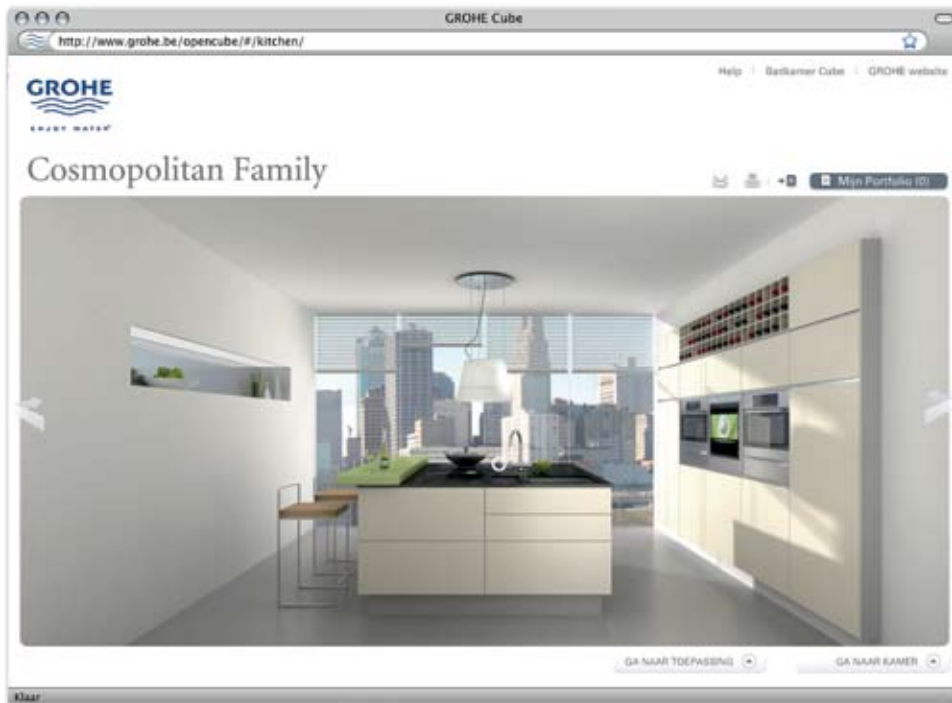 GROHE Cube
http://www.grohe.be/opencube/#/kitchen/
Help | Badkamer Cube | GROHE website
GROHE
ENJOY WATER®
Cosmopolitan Family
Mijn Portfolio (0)
GA NAAR TOEPASSING
GA NAAR KAMER
Klaar